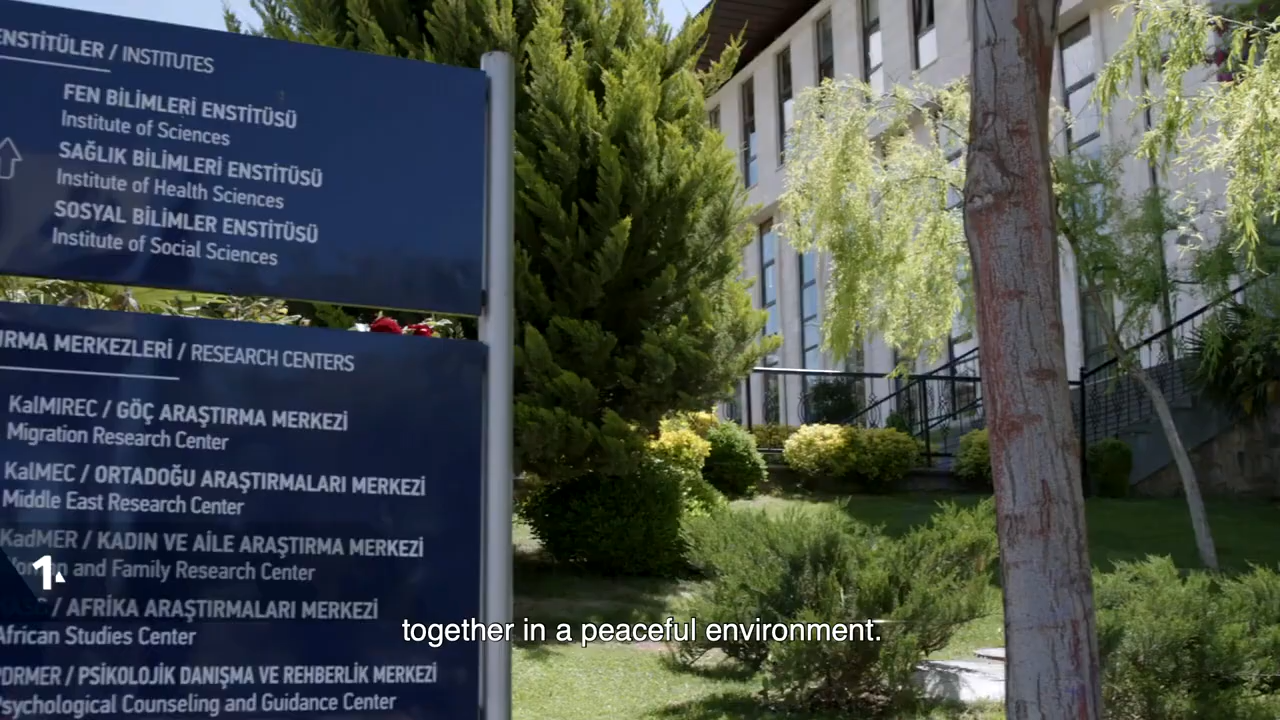 ENSTİTÜLER / INSTITUTES
FEN BİLİMLERİ ENSTİTÜSÜ
Institute of Sciences
SAĞLIK BİLİMLERİ ENSTİTÜSÜ
Institute of Health Sciences
SOSYAL BİLİMLER ENSTİTÜSÜ
Institute of Social Sciences
MERKEZLERİ / RESEARCH CENTERS
KalMIREC / GÖÇ ARAŞTIRMA MERKEZİ
Migration Research Center
KalMEC / ORTADOĞU ARAŞTIRMALARI MERKEZİ
Middle East Research Center
KadMER / KADIN VE AİLE ARAŞTIRMA MERKEZİ
and Family Research Center
/ AFRİKA ARAŞTIRMALARI MERKEZİ
African Studies Center
/ PSİKOLOJİK DANIŞMA VE REHBERLİK MERKEZİ
Psychological Counseling and Guidance Center
1
together in a peaceful environment.